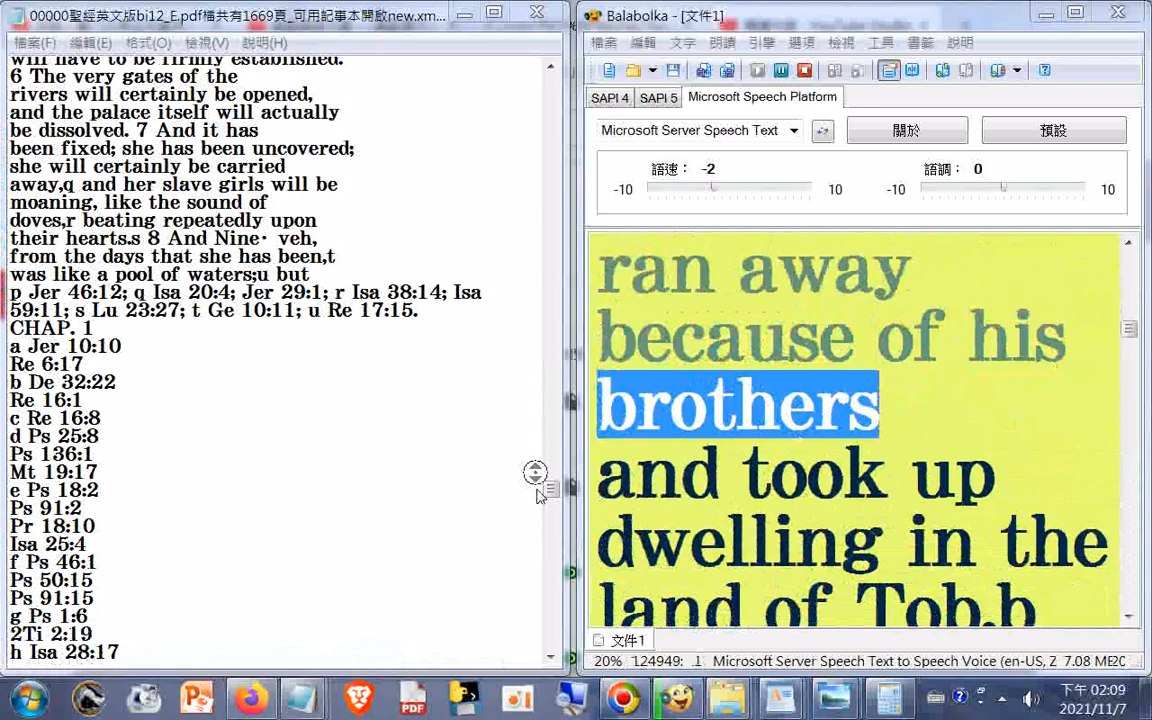 00000聖經英文版bi12_E.pdf檔共有1669頁_可用記事本開啟new.xm...
檔案(F) 編輯(E) 格式(O) 檢視(V) 說明(H)
will have to be firmly established.
6 The very gates of the
rivers will certainly be opened,
and the palace itself will actually
be dissolved. 7 And it has
been fixed; she has been uncovered;
she will certainly be carried
away,q and her slave girls will be
moaning, like the sound of
doves,r beating repeatedly upon
their hearts.s 8 And Nine· veh,
from the days that she has been,t
was like a pool of waters;u but
p Jer 46:12; q Isa 20:4; Jer 29:1; r Isa 38:14; Isa
59:11; s Lu 23:27; t Ge 10:11; u Re 17:15.
CHAP. 1
a Jer 10:10
Re 6:17
b De 32:22
Re 16:1
c Re 16:8
d Ps 25:8
Ps 136:1
Mt 19:17
e Ps 18:2
Ps 91:2
Pr 18:10
Isa 25:4
f Ps 46:1
Ps 50:15
Ps 91:15
g Ps 1:6
2Ti 2:19
h Isa 28:17
Balabolka - [文件1]
檔案 編輯 文字 朗讀 引擎 選項 檢視 工具 書籤 說明
SAPI 4 SAPI 5 Microsoft Speech Platform
Microsoft Server Speech Text 關於 預設
語速： -2 語調： 0
-10 10 -10 10
ran away
because of his
brothers
and took up
dwelling in the
land of Tob.b
文件1
20% Microsoft Server Speech Text to Speech Voice (en-US, Z 7.08 ME
PDF
下午 02:09
2021/11/7